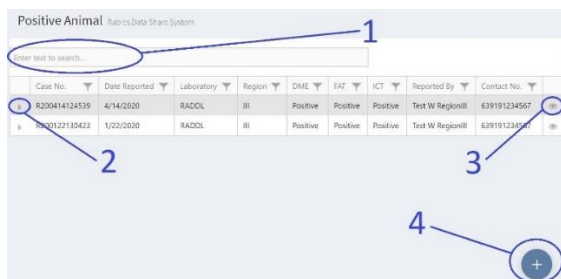 Positive Animal Rabies Data Share System
1
Enter text to search...
Case No. Date Reported Laboratory Region DME FAT ICT Reported By Contact No.
R200414124539 4/14/2020 RADDL III Positive Positive Positive Test W RegionIII 639191234567
R200122130423 1/22/2020 RADDL III Positive Positive Positive Test W RegionIII 639191234567
2
3
4
+